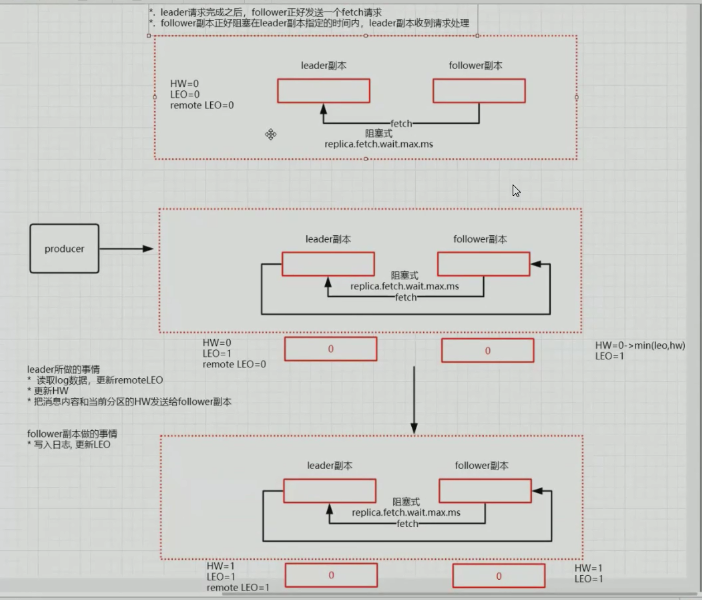 *. leader请求完成之后，follower正好发送一个fetch请求
*. follower副本正好阻塞在leader副本指定的时间内，leader副本收到请求处理
leader副本
follower副本
HW=0
LEO=0
remote LEO=0
fetch
阻塞式
replica.fetch.wait.max.ms
producer
leader副本
follower副本
阻塞式
replica.fetch.wait.max.ms
fetch
HW=0
LEO=1
remote LEO=0
0
0
HW=0->min(leo,hw)
LEO=1
leader所做的事情
* 读取log数据，更新remoteLEO
* 更新HW
* 把消息内容和当前分区的HW发送给follower副本
follower副本做的事情
* 写入日志, 更新LEO
leader副本
follower副本
阻塞式
replica.fetch.wait.max.ms
fetch
HW=1
LEO=1
remote LEO=1
0
0
HW=1
LEO=1